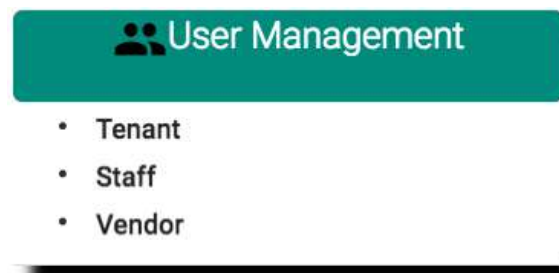 User Management
• Tenant
• Staff
• Vendor